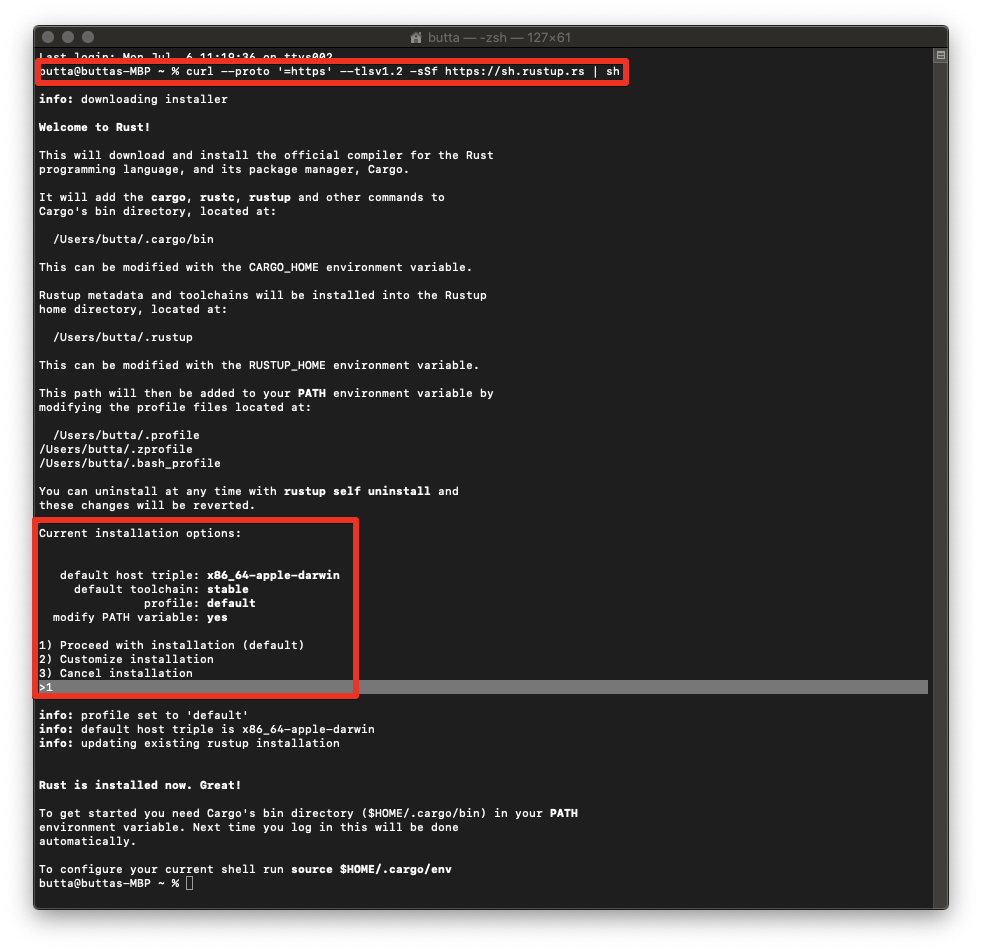 butta — -zsh — 127×61
Last login: Mon Jul  6 11:19:36 on ttys002
butta@buttas-MBP ~ % curl --proto '=https' --tlsv1.2 -sSf https://sh.rustup.rs | sh
info: downloading installer
Welcome to Rust!
This will download and install the official compiler for the Rust
programming language, and its package manager, Cargo.
It will add the cargo, rustc, rustup and other commands to
Cargo's bin directory, located at:
/Users/butta/.cargo/bin
This can be modified with the CARGO_HOME environment variable.
Rustup metadata and toolchains will be installed into the Rustup
home directory, located at:
/Users/butta/.rustup
This can be modified with the RUSTUP_HOME environment variable.
This path will then be added to your PATH environment variable by
modifying the profile files located at:
/Users/butta/.profile
/Users/butta/.zprofile
/Users/butta/.bash_profile
You can uninstall at any time with rustup self uninstall and
these changes will be reverted.
Current installation options:
default host triple: x86_64-apple-darwin
default toolchain: stable
profile: default
modify PATH variable: yes
1) Proceed with installation (default)
2) Customize installation
3) Cancel installation
>1
info: profile set to 'default'
info: default host triple is x86_64-apple-darwin
info: updating existing rustup installation
Rust is installed now. Great!
To get started you need Cargo's bin directory ($HOME/.cargo/bin) in your PATH
environment variable. Next time you log in this will be done
automatically.
To configure your current shell run source $HOME/.cargo/env
butta@buttas-MBP ~ %